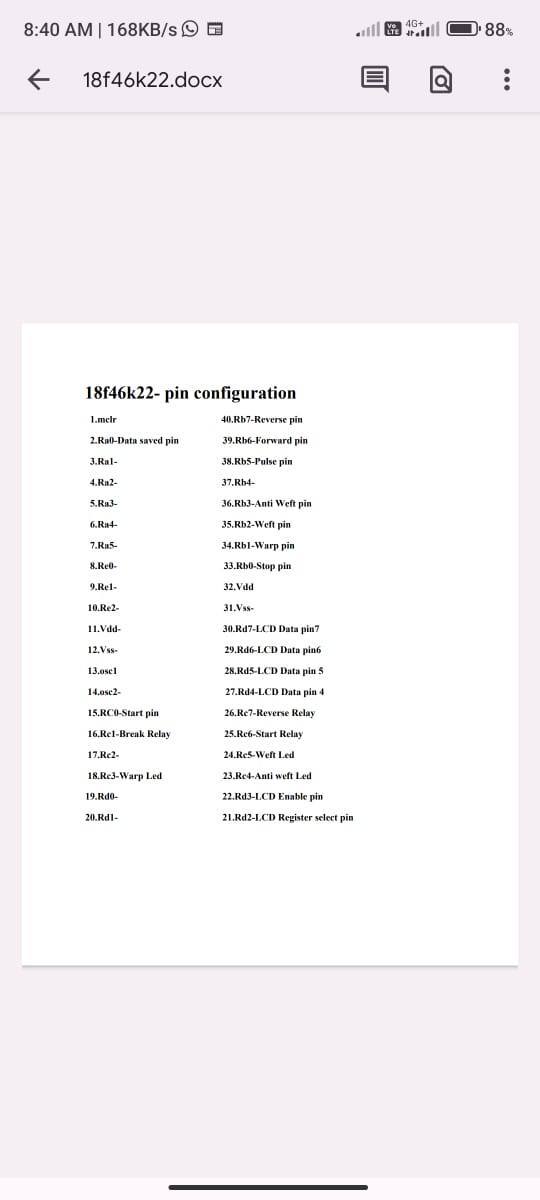 8:40 AM | 168KB/s
Vo LTE 4G+ 88%
18f46k22.docx
18f46k22- pin configuration
1.mclr 40.Rb7-Reverse pin
2.Ra0-Data saved pin 39.Rb6-Forward pin
3.Ra1- 38.Rb5-Pulse pin
4.Ra2- 37.Rb4-
5.Ra3- 36.Rb3-Anti Weft pin
6.Ra4- 35.Rb2-Weft pin
7.Ra5- 34.Rb1-Warp pin
8.Re0- 33.Rb0-Stop pin
9.Re1- 32.Vdd
10.Re2- 31.Vss-
11.Vdd- 30.Rd7-LCD Data pin7
12.Vss- 29.Rd6-LCD Data pin6
13.osc1 28.Rd5-LCD Data pin 5
14.osc2- 27.Rd4-LCD Data pin 4
15.RC0-Start pin 26.Rc7-Reverse Relay
16.Rc1-Break Relay 25.Rc6-Start Relay
17.Rc2- 24.Rc5-Weft Led
18.Rc3-Warp Led 23.Rc4-Anti weft Led
19.Rd0- 22.Rd3-LCD Enable pin
20.Rd1- 21.Rd2-LCD Register select pin